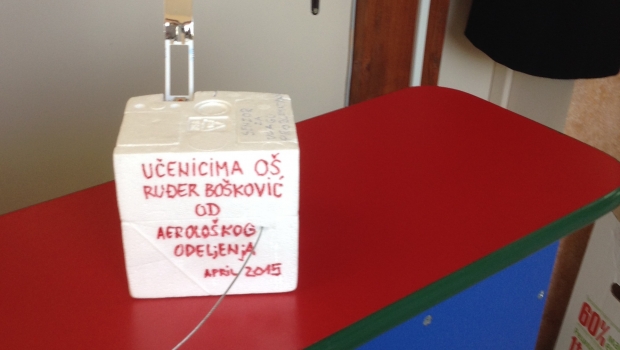 UČENICIMA OŠ
RUĐER BOŠKOVIĆ
OD
AEROLOŠKOG
ODELJENJA
APRIL 2015
60%